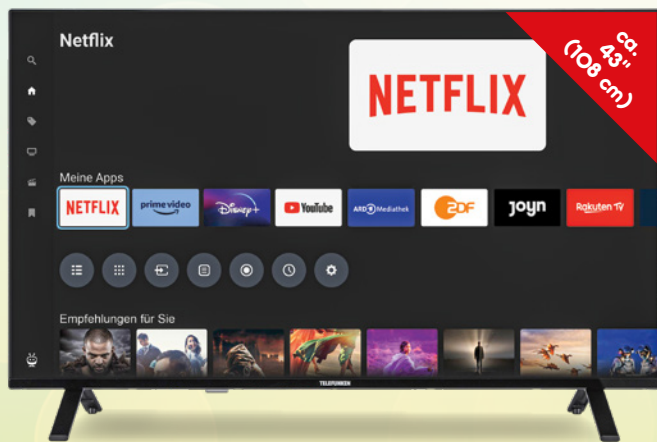 Netflix
ca.
43"
(108 cm)
NETFLIX
Meine Apps
NETFLIX
prime video
Disney+
YouTube
ARD Mediathek
ZDF
joyn
Rakuten TV
Empfehlungen für Sie
TELEFUNKEN